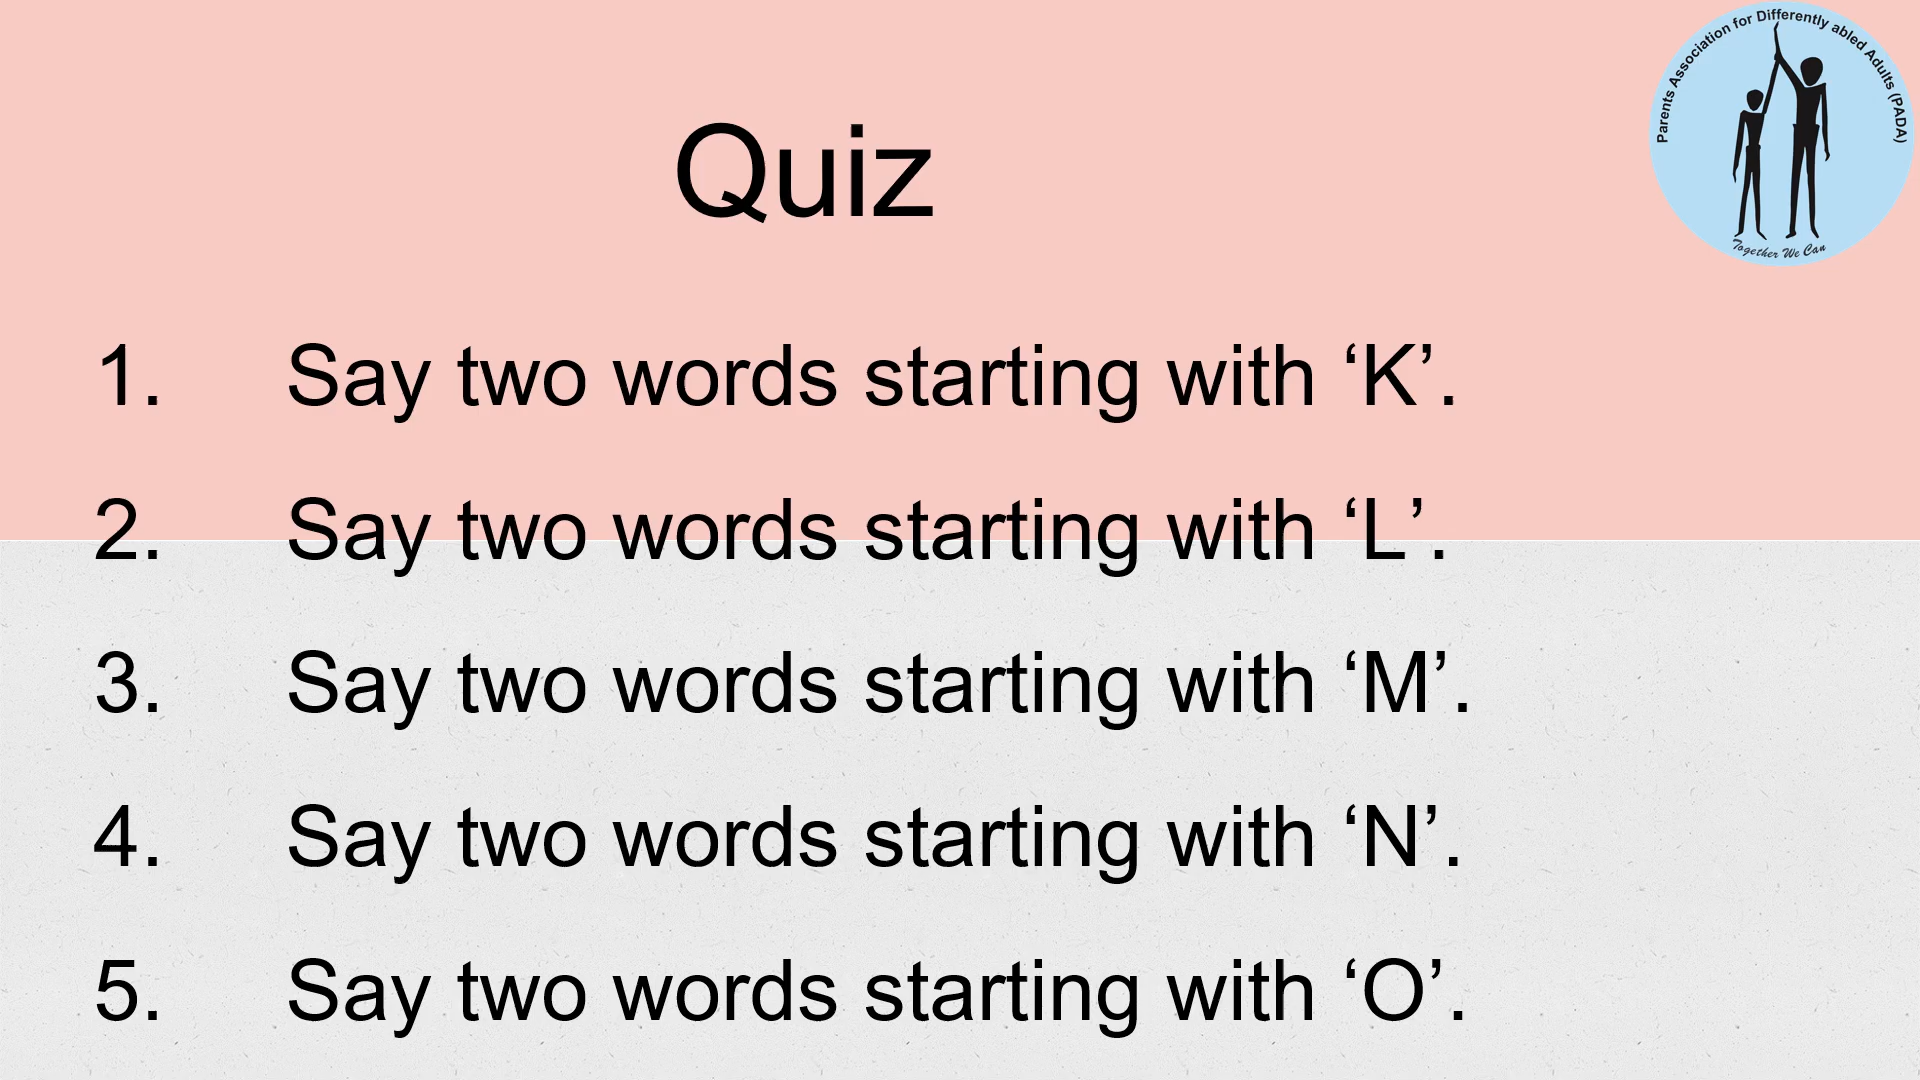 Parents Association for Differently abled Adults (PADA)
Together We Can
Quiz
1. Say two words starting with ‘K’.
2. Say two words starting with ‘L’.
3. Say two words starting with ‘M’.
4. Say two words starting with ‘N’.
5. Say two words starting with ‘O’.